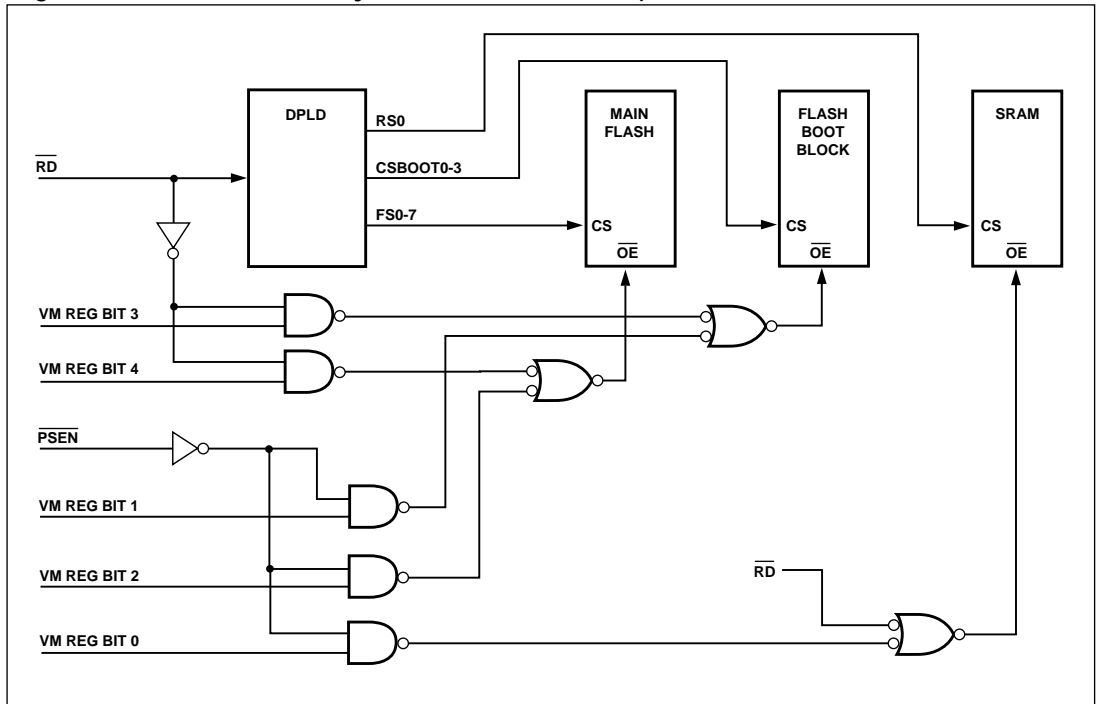 DPLD
MAIN
FLASH
FLASH
BOOT
BLOCK
SRAM
RS0
CSBOOT0-3
FS0-7
RD
CS
OE
CS
OE
CS
OE
VM REG BIT 3
VM REG BIT 4
PSEN
VM REG BIT 1
VM REG BIT 2
VM REG BIT 0
RD